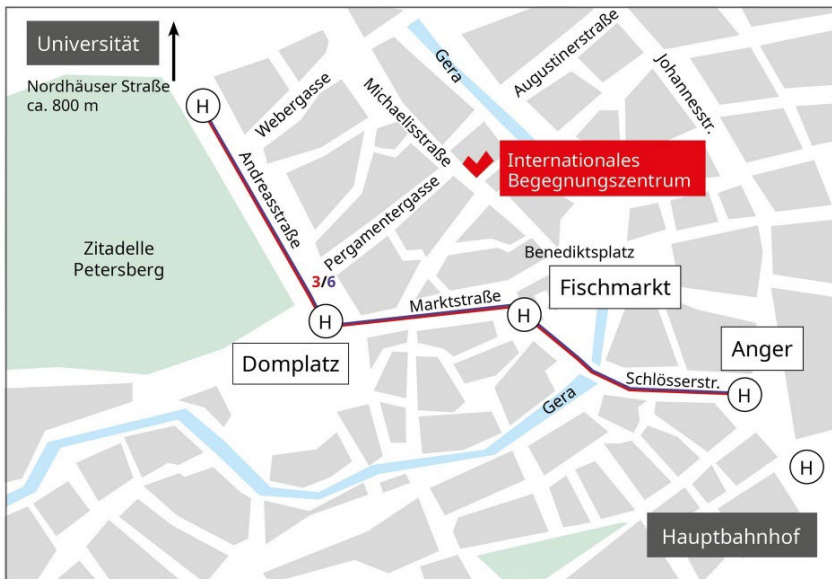 Universität
Nordhäuser Straße
ca. 800 m
H
Webergasse
Andreasstraße
Michaelisstraße
Gera
Augustinerstraße
Johannesstr.
Internationales
Begegnungszentrum
Pergamentergasse
Zitadelle
Petersberg
3/6
H
Domplatz
Marktstraße
Benediktsplatz
Fischmarkt
H
Anger
Schlösserstr.
H
Gera
H
Hauptbahnhof